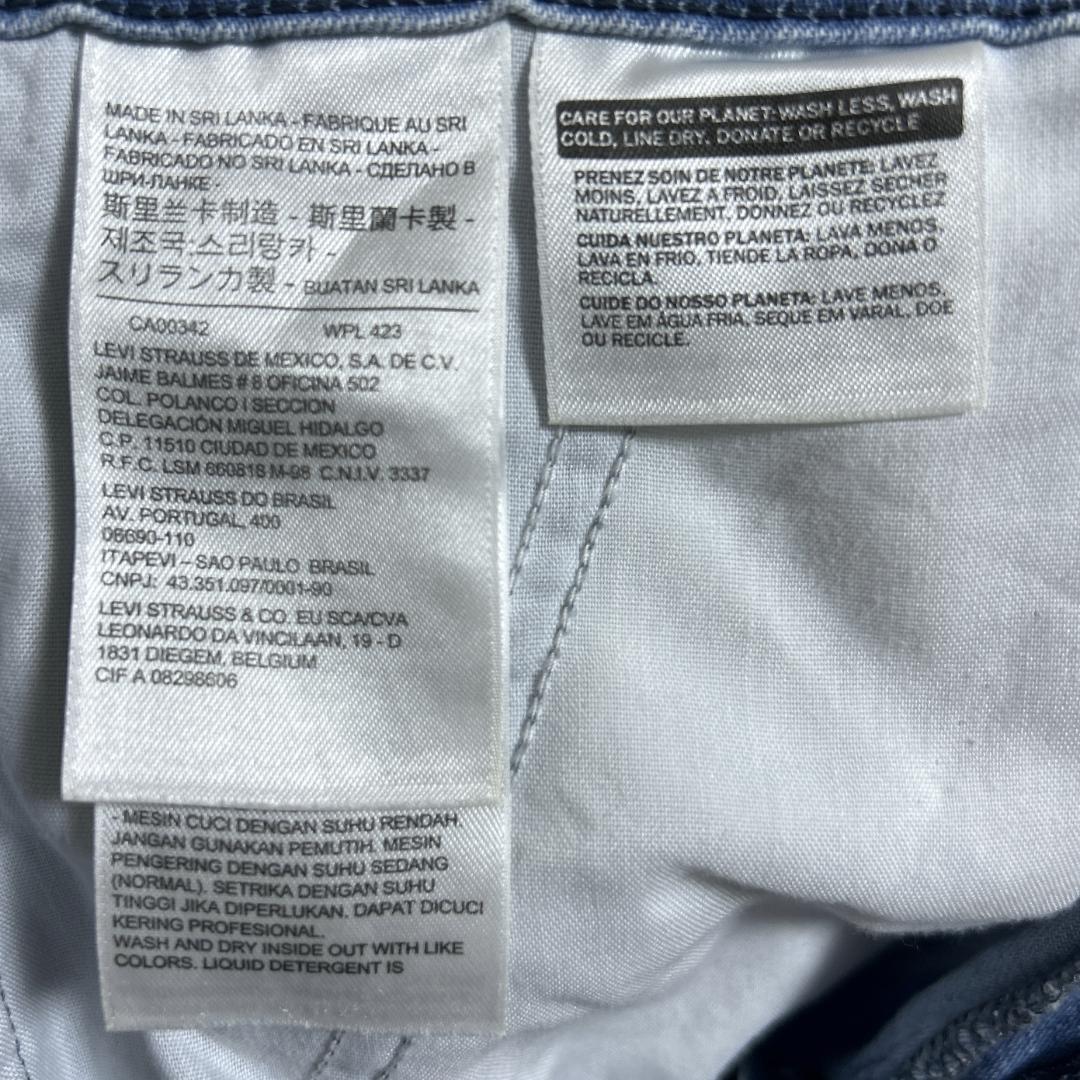 MADE IN SRI LANKA - FABRIQUE AU SRI
LANKA - FABRICADO EN SRI LANKA -
FABRICADO NO SRI LANKA - СДЕЛАНО В
ШРИ-ЛАНКЕ -
斯里兰卡制造 - 斯里蘭卡製 -
제조국:스리랑카 -
スリランカ製 - BUATAN SRI LANKA
CA00342 WPL 423
LEVI STRAUSS DE MEXICO, S.A. DE C.V.
JAIME BALMES # 8 OFICINA 502
COL. POLANCO I SECCION
DELEGACIÓN MIGUEL HIDALGO
C.P. 11510 CIUDAD DE MEXICO
R.F.C. LSM 660818 M-98 C.N.I.V. 3337
LEVI STRAUSS DO BRASIL
AV. PORTUGAL, 400
06690-110
ITAPEVI – SAO PAULO BRASIL
CNPJ: 43.351.097/0001-90
LEVI STRAUSS & CO. EU SCA/CVA
LEONARDO DA VINCILAAN, 19 - D
1831 DIEGEM, BELGIUM
CIF A 08298606
- MESIN CUCI DENGAN SUHU RENDAH.
JANGAN GUNAKAN PEMUTIH. MESIN
PENGERING DENGAN SUHU SEDANG
(NORMAL). SETRIKA DENGAN SUHU
TINGGI JIKA DIPERLUKAN. DAPAT DICUCI
KERING PROFESIONAL.
WASH AND DRY INSIDE OUT WITH LIKE
COLORS. LIQUID DETERGENT IS
CARE FOR OUR PLANET: WASH LESS, WASH
COLD, LINE DRY, DONATE OR RECYCLE
PRENEZ SOIN DE NOTRE PLANETE: LAVEZ
MOINS, LAVEZ A FROID, LAISSEZ SECHER
NATURELLEMENT, DONNEZ OU RECYCLEZ
CUIDA NUESTRO PLANETA: LAVA MENOS,
LAVA EN FRIO, TIENDE LA ROPA, DONA O
RECICLA.
CUIDE DO NOSSO PLANETA: LAVE MENOS,
LAVE EM ÁGUA FRIA, SEQUE EM VARAL, DOE
OU RECICLE.